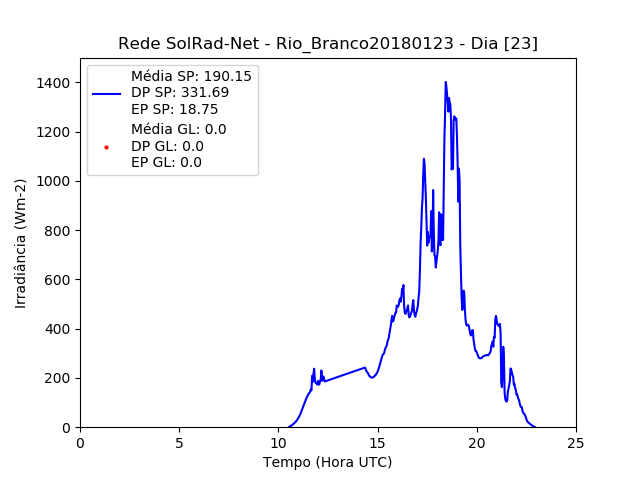 Rede SolRad-Net - Rio_Branco20180123 - Dia [23]
Média SP: 190.15
DP SP: 331.69
EP SP: 18.75
Média GL: 0.0
DP GL: 0.0
EP GL: 0.0
Irradiância (Wm-2)
1400
1200
1000
800
600
400
200
0
0 5 10 15 20 25
Tempo (Hora UTC)